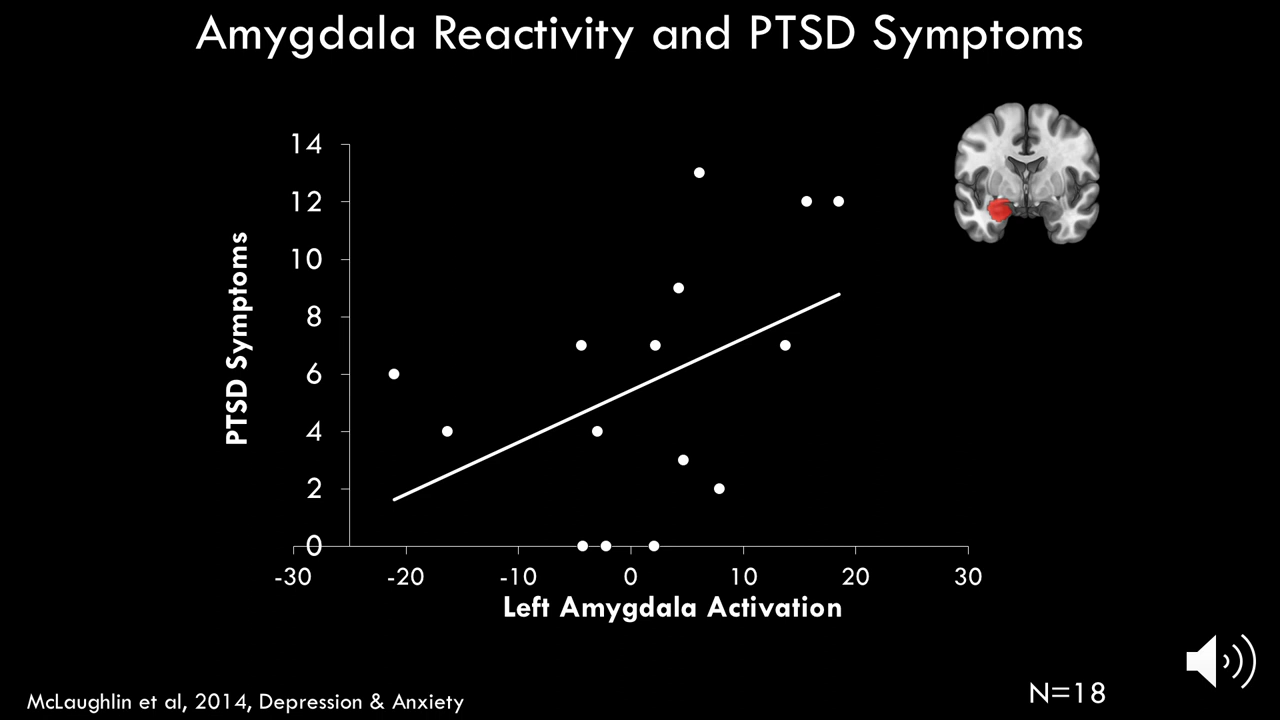 Amygdala Reactivity and PTSD Symptoms
14
12
10
8
6
4
2
0
PTSD Symptoms
-30 -20 -10 0 10 20 30
Left Amygdala Activation
N=18
McLaughlin et al, 2014, Depression & Anxiety